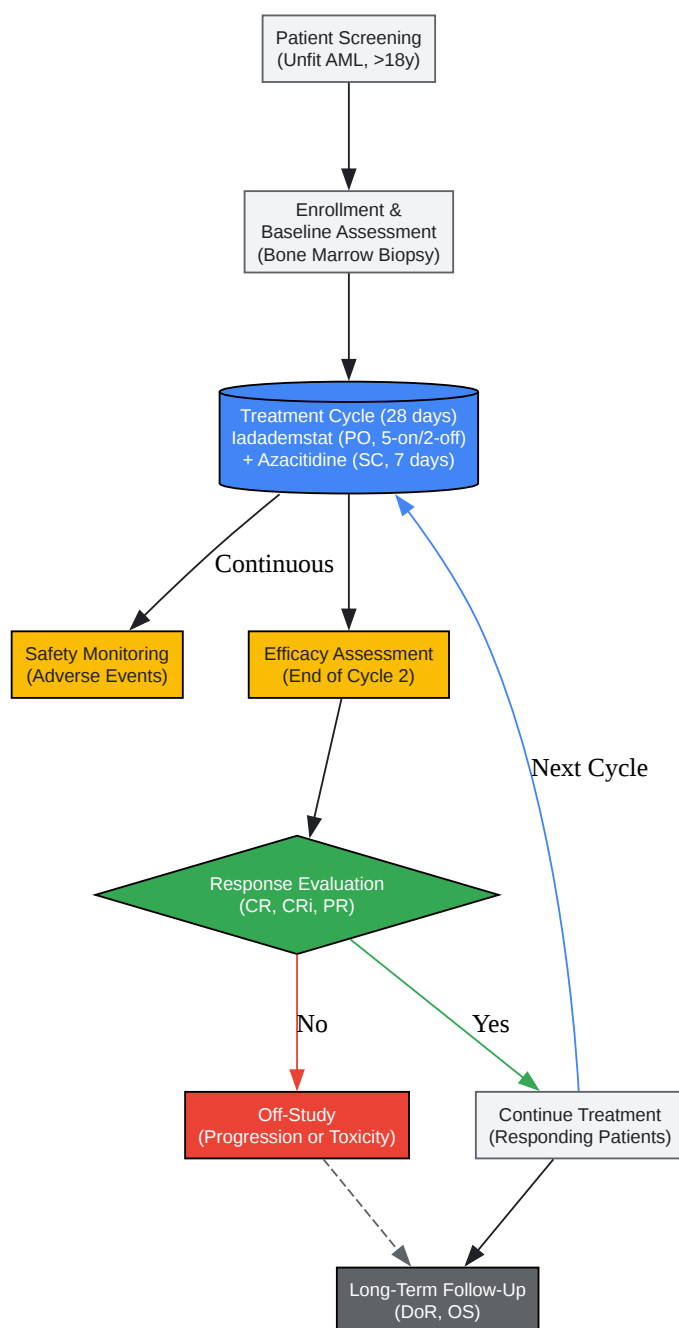 Patient Screening
(Unfit AML, >18y)
Enrollment &
Baseline Assessment
(Bone Marrow Biopsy)
Treatment Cycle (28 days)
Iadademstat (PO, 5-on/2-off)
+ Azacitidine (SC, 7 days)
Continuous
Safety Monitoring
(Adverse Events)
Efficacy Assessment
(End of Cycle 2)
Next Cycle
Response Evaluation
(CR, CRi, PR)
No
Yes
Off-Study
(Progression or Toxicity)
Continue Treatment
(Responding Patients)
Long-Term Follow-Up
(DoR, OS)